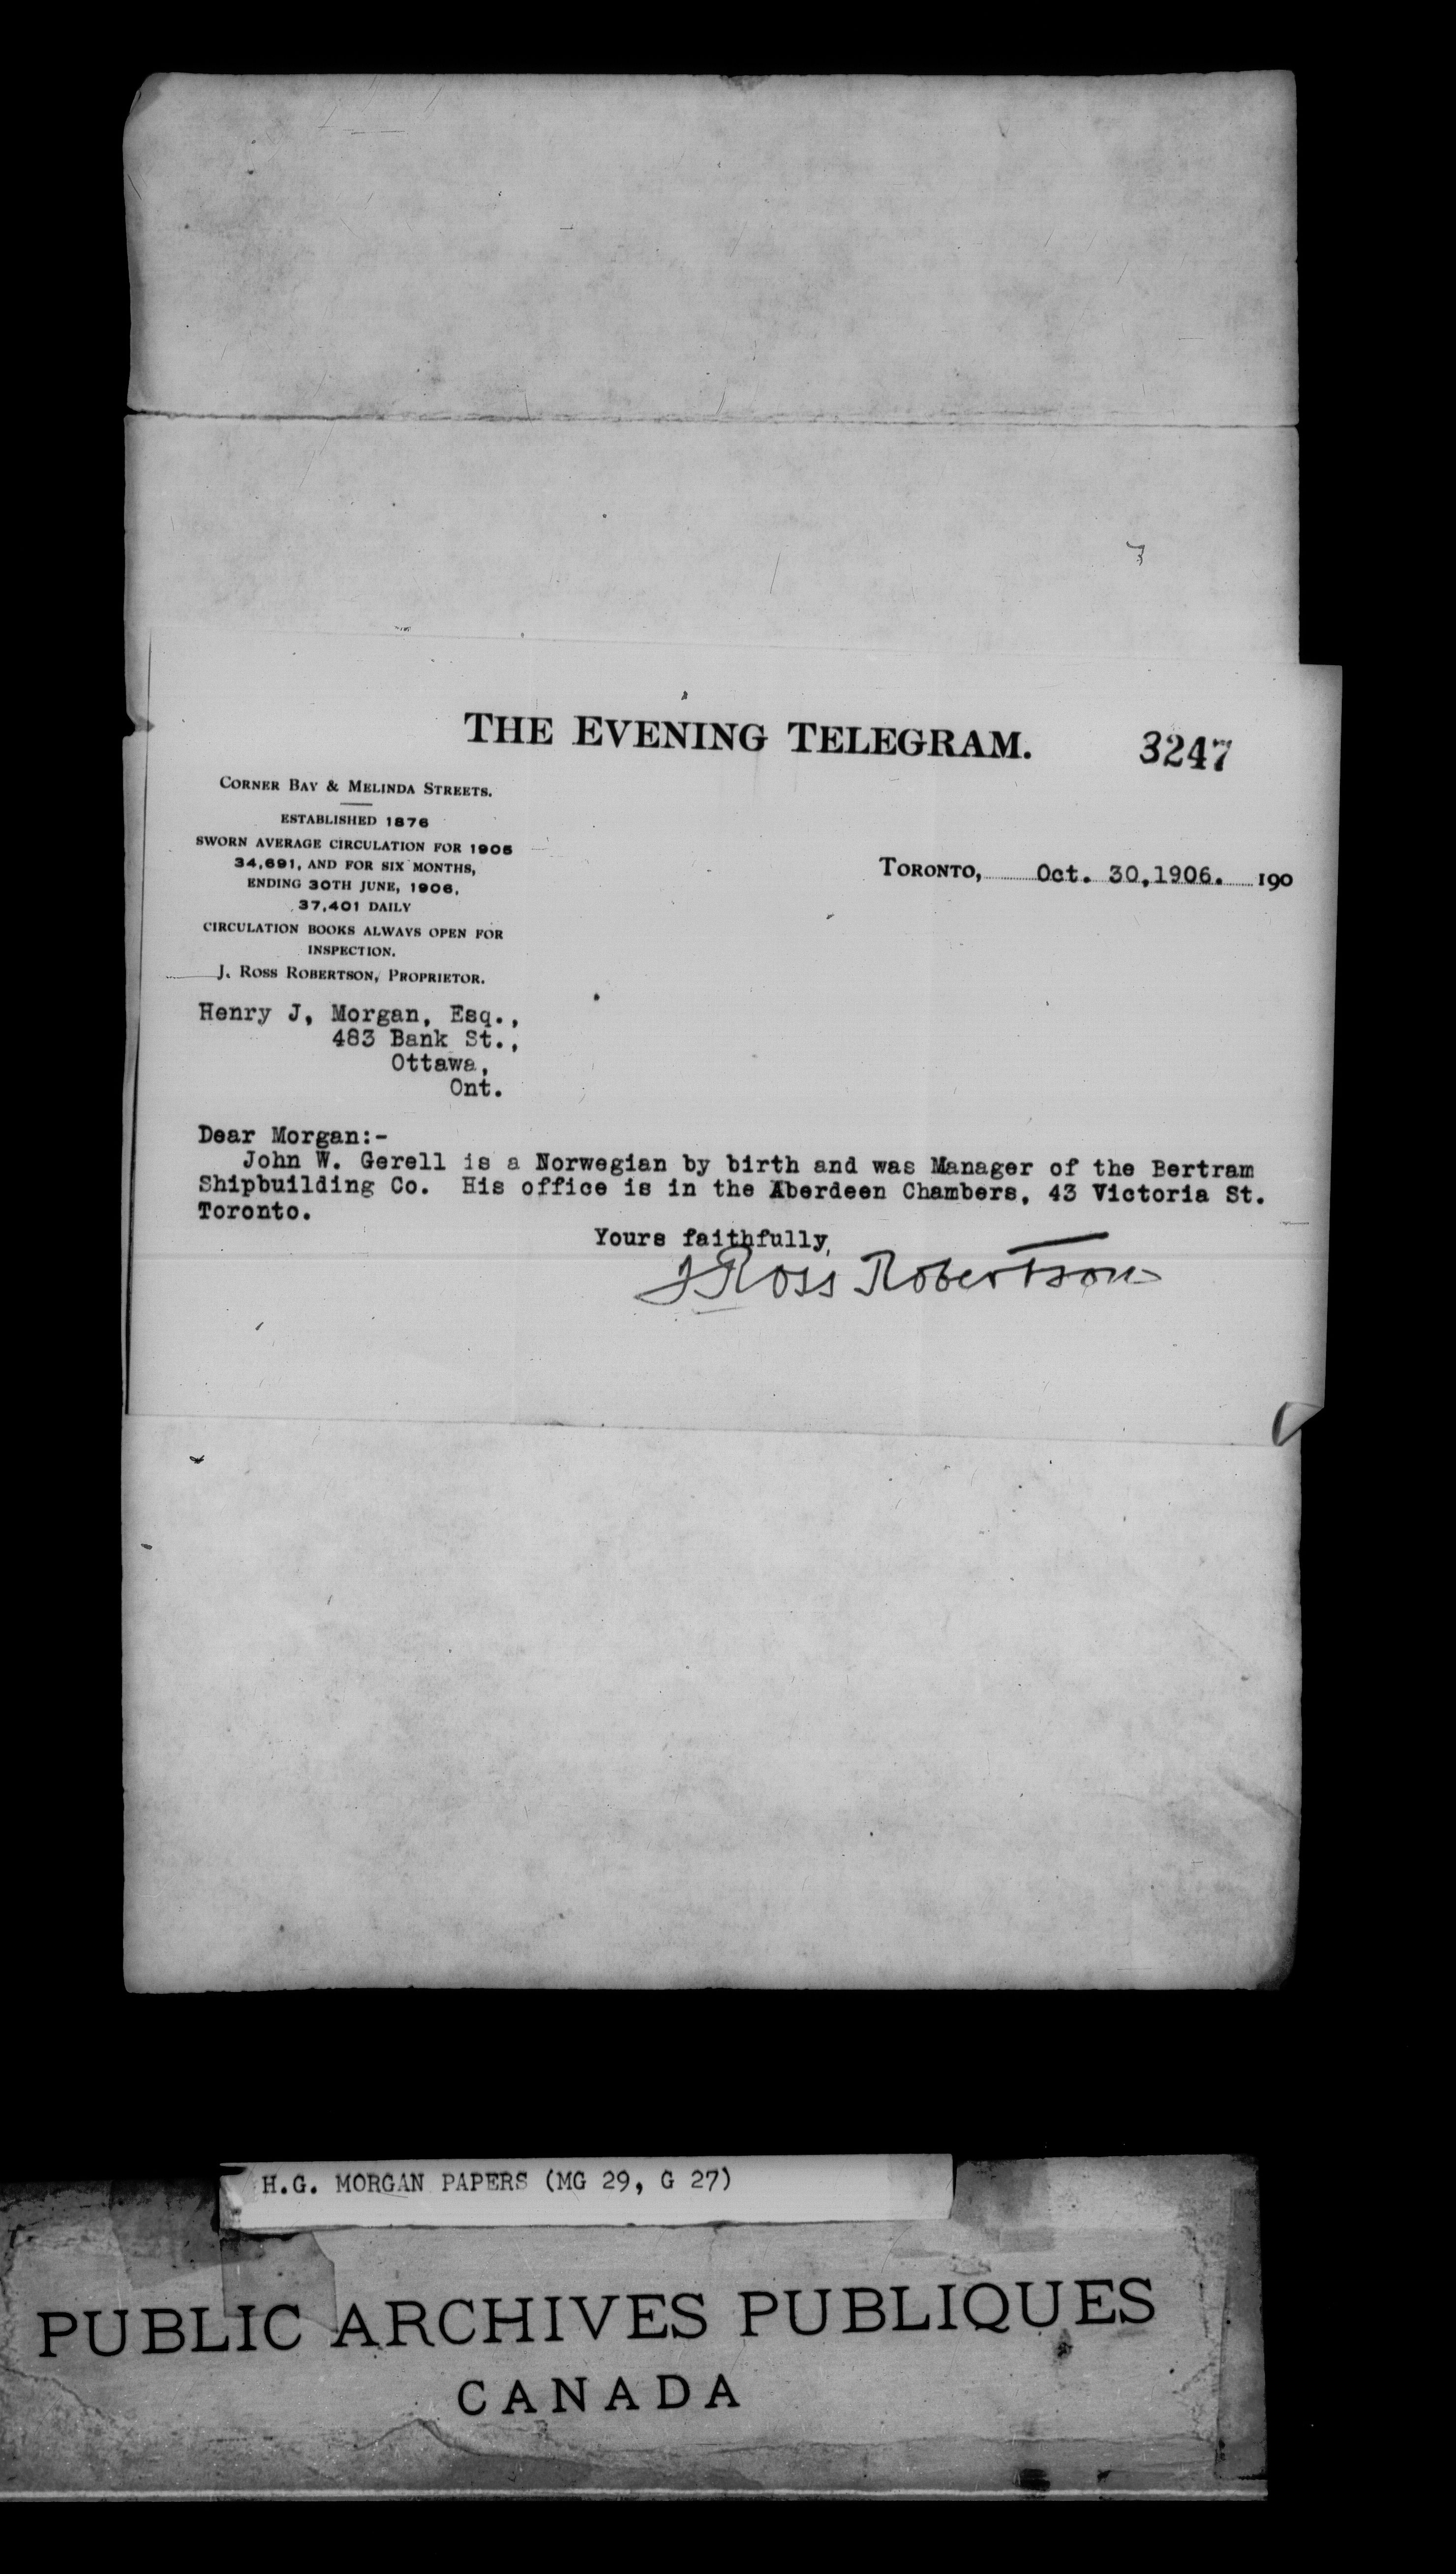 THE EVENING TELEGRAM.
3247
CORNER BAY & MELINDA STREETS.
ESTABLISHED 1876
SWORN AVERAGE CIRCULATION FOR 1905
34,691, AND FOR SIX MONTHS,
ENDING 30TH JUNE, 1906,
37,401 DAILY
CIRCULATION BOOKS ALWAYS OPEN FOR
INSPECTION.
J. ROSS ROBERTSON, PROPRIETOR.
TORONTO, Oct. 30,1906. 190
Henry J, Morgan, Esq.,
483 Bank St.,
Ottawa,
Ont.
Dear Morgan:-
John W. Gerell is a Norwegian by birth and was Manager of the Bertram
Shipbuilding Co. His office is in the Aberdeen Chambers, 43 Victoria St.
Toronto.
Yours faithfully,
J Ross Robertson
H.G. MORGAN PAPERS (MG 29, G 27)
PUBLIC ARCHIVES PUBLIQUES
CANADA